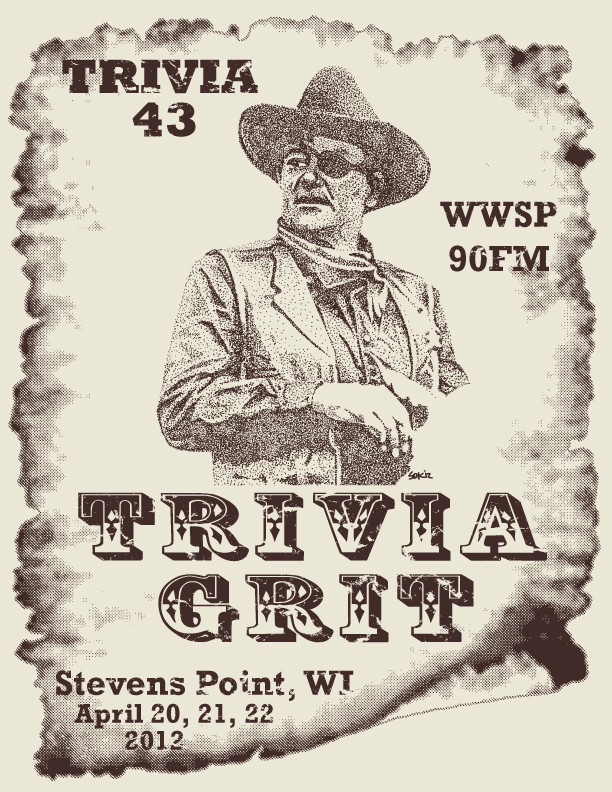 TRIVIA
43
WWSP
90FM
TRIVIA
GRIT
Stevens Point, WI
April 20, 21, 22
2012